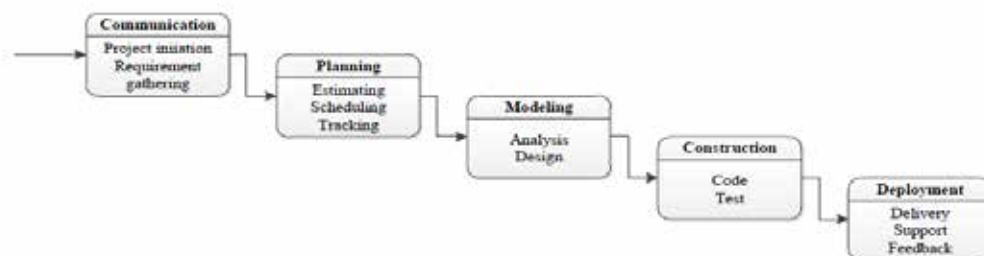 Communication
Project initiation
Requirement
gathering
Planning
Estimating
Scheduling
Tracking
Modeling
Analysis
Design
Construction
Code
Test
Deployment
Delivery
Support
Feedback